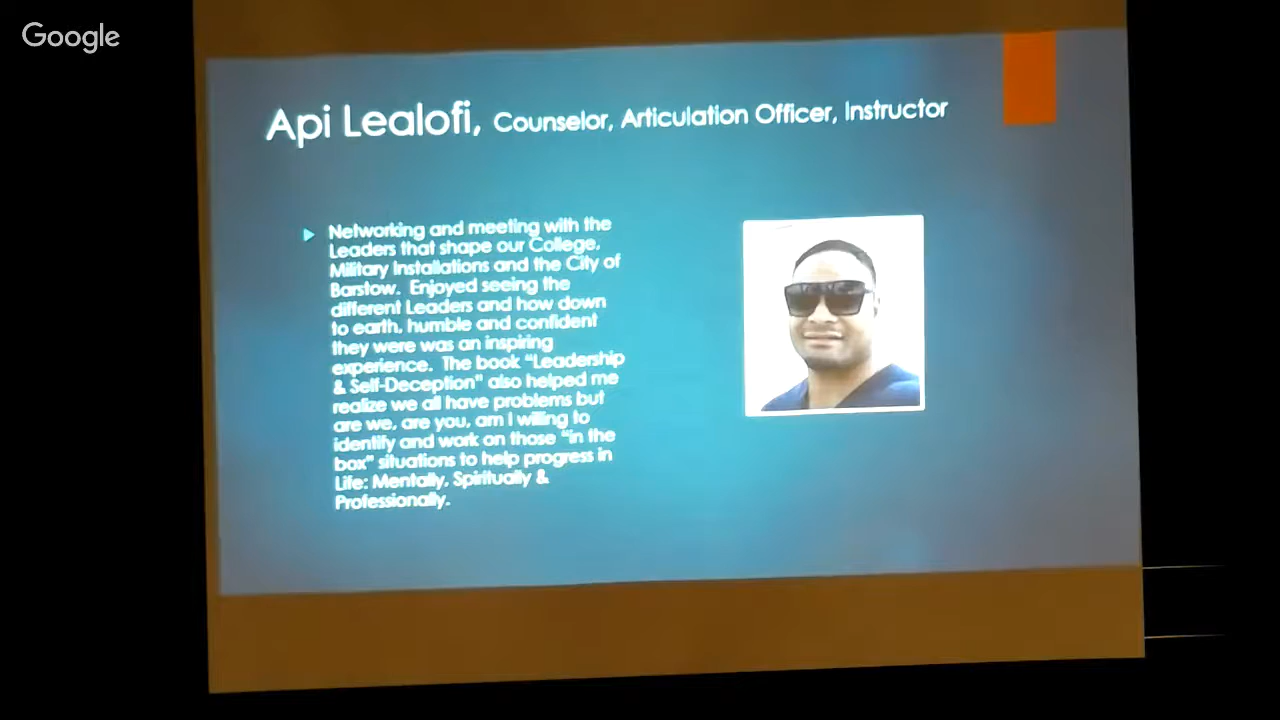 Google
Api Lealofi, Counselor, Articulation Officer, Instructor
Networking and meeting with the
Leaders that shape our College,
Military Installations and the City of
Barstow. Enjoyed seeing the
different Leaders and how down
to earth, humble and confident
they were was an inspiring
experience. The book “Leadership
& Self-Deception” also helped me
realize we all have problems but
are we, are you, am I willing to
identify and work on those “in the
box” situations to help progress in
Life: Mentally, Spiritually &
Professionally.